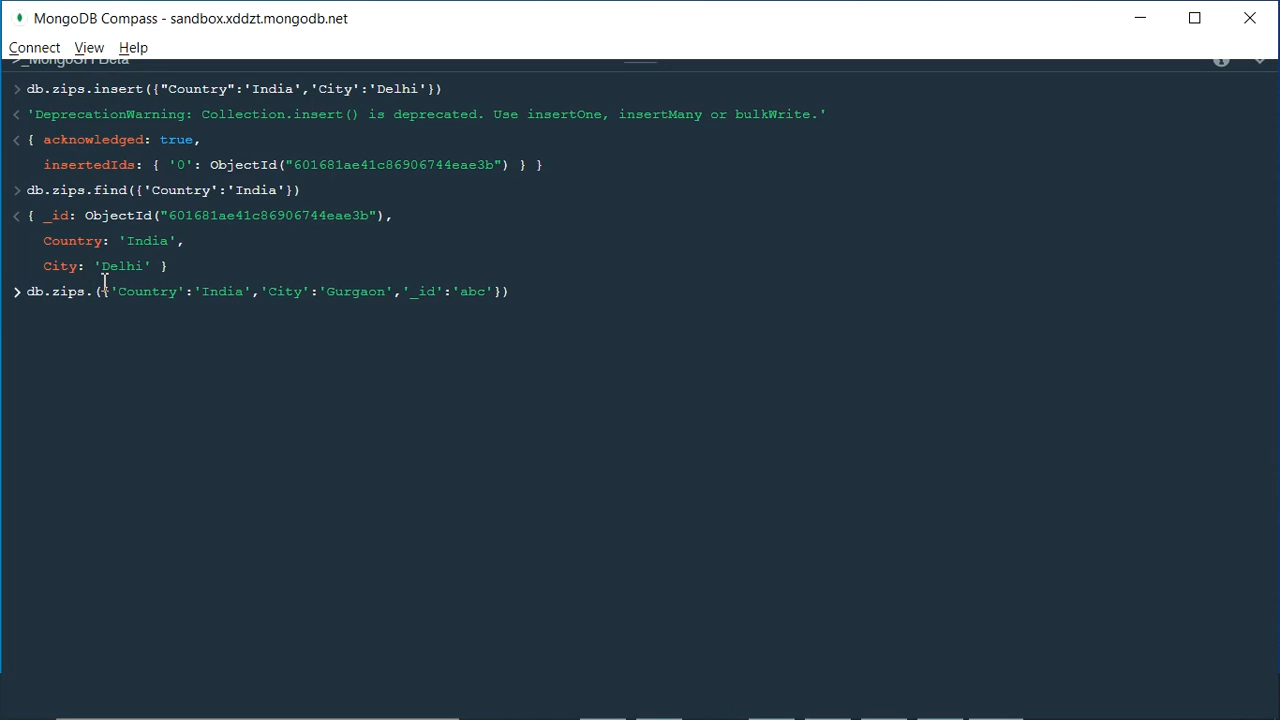 MongoDB Compass - sandbox.xddzt.mongodb.net
Connect View Help
>_MongoSH Beta
> db.zips.insert({"Country":'India','City':'Delhi'})
< 'DeprecationWarning: Collection.insert() is deprecated. Use insertOne, insertMany or bulkWrite.'
< { acknowledged: true,
insertedIds: { '0': ObjectId("601681ae41c86906744eae3b") } }
> db.zips.find({'Country':'India'})
< { _id: ObjectId("601681ae41c86906744eae3b"),
Country: 'India',
City: 'Delhi' }
> db.zips.({'Country':'India','City':'Gurgaon','_id':'abc'})